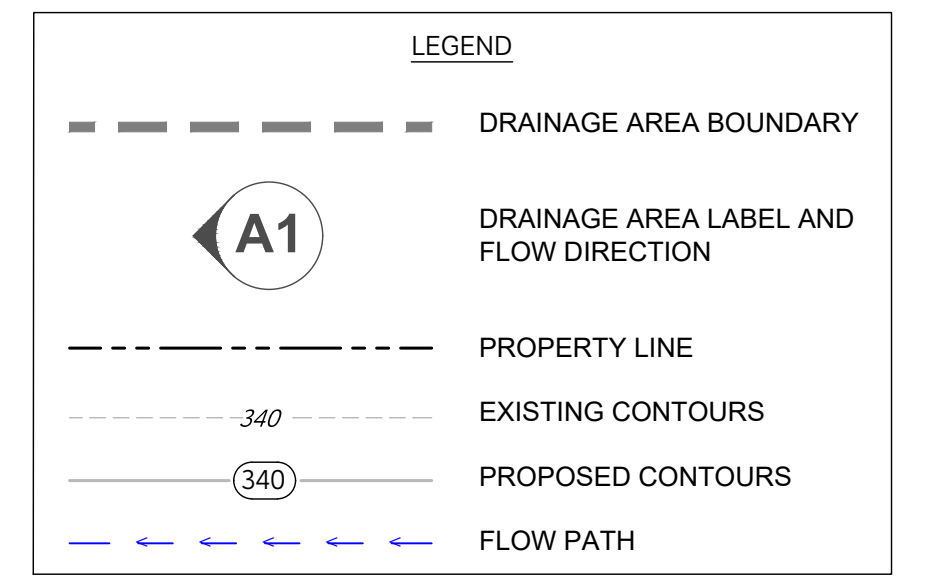 LEGEND
DRAINAGE AREA BOUNDARY
A1
DRAINAGE AREA LABEL AND
FLOW DIRECTION
PROPERTY LINE
340
EXISTING CONTOURS
340
PROPOSED CONTOURS
FLOW PATH